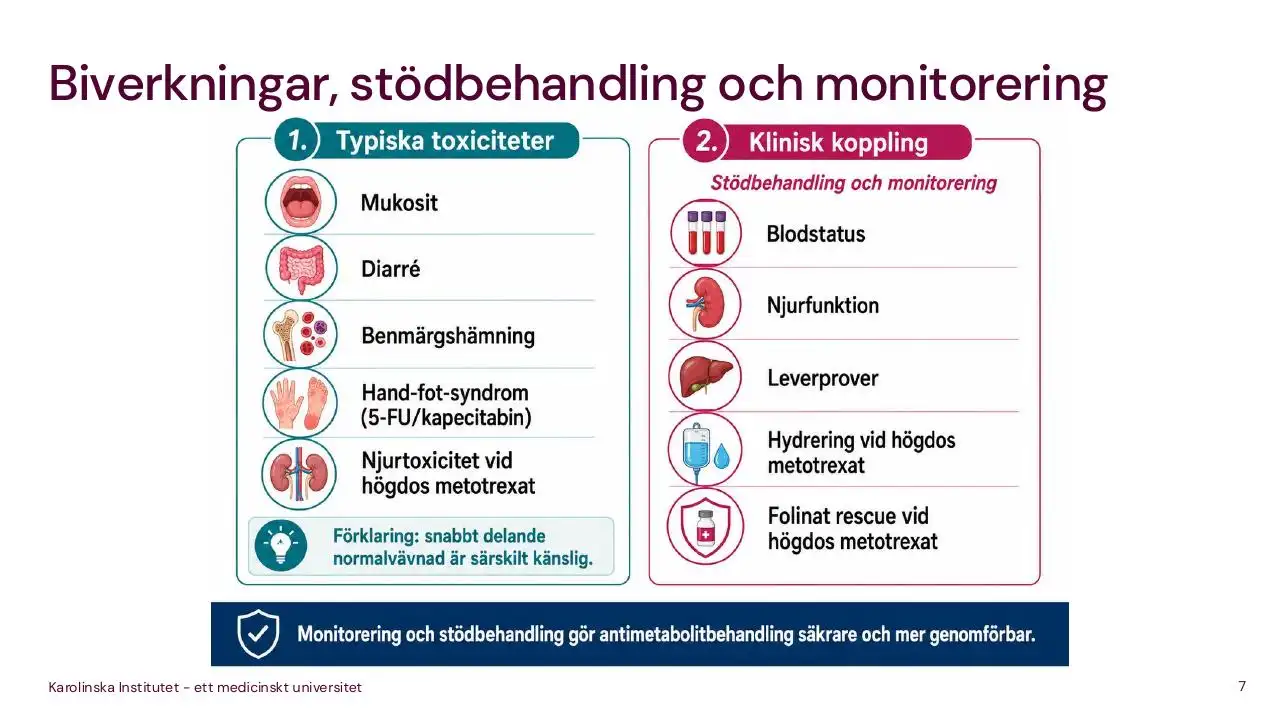 Biverkningar, stödbehandling och monitorering
1. Typiska toxiciteter
Mukosit
Diarré
Benmärgshämning
Hand-fot-syndrom
(5-FU/kapecitabin)
Njurtoxicitet vid
högdos metotrexat
Förklaring: snabbt delande
normalvävnad är särskilt känslig.
2. Klinisk koppling
Stödbehandling och monitorering
Blodstatus
Njurfunktion
Leverprover
Hydrering vid högdos
metotrexat
Folinat rescue vid
högdos metotrexat
Monitorering och stödbehandling gör antimetabolitbehandling säkrare och mer genomförbar.
Karolinska Institutet - ett medicinskt universitet
7